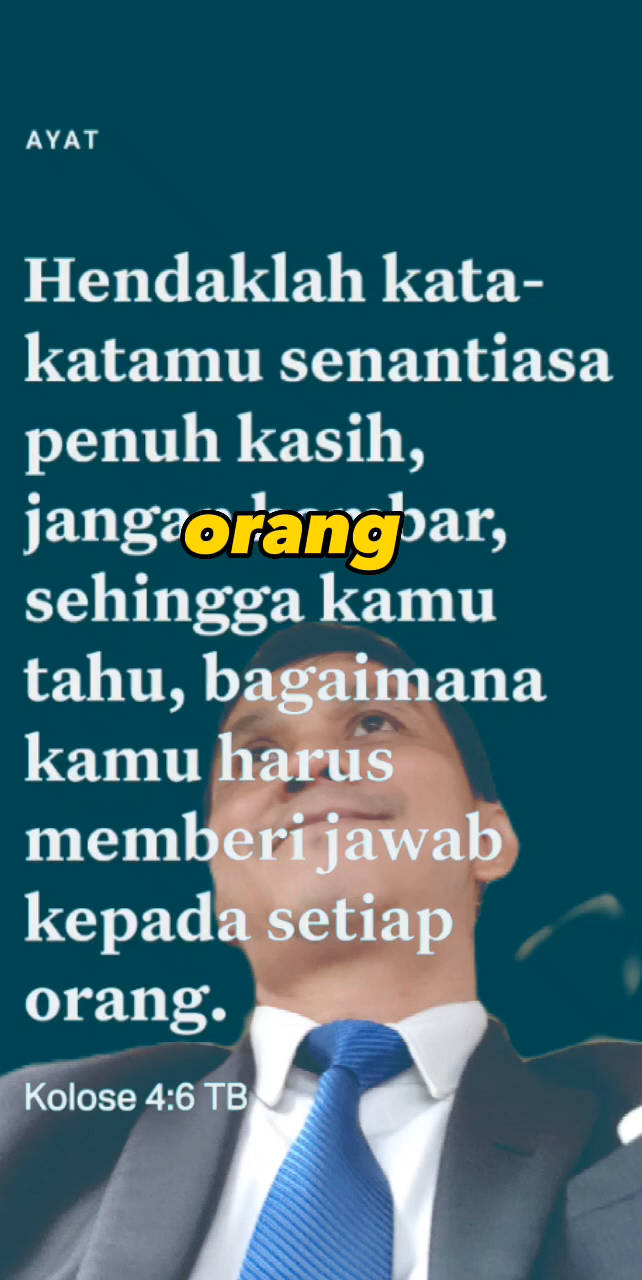 AYAT
Hendaklah kata-
katamu senantiasa
penuh kasih,
orang
bar,
sehingga kamu
tahu, bagaimana
kamu harus
memberi jawab
kepada setiap
orang.
Kolose 4:6 TB